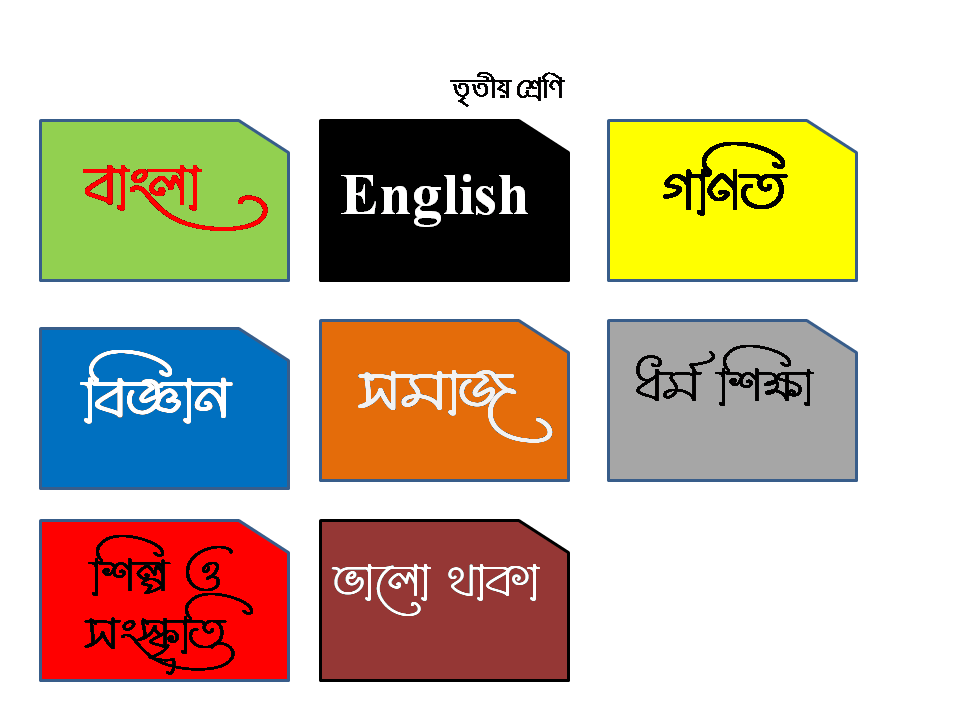 তৃতীয় শ্রেণি
বাংলা
English
গণিত
বিজ্ঞান
সমাজ
ধর্ম শিক্ষা
শিল্প ও
সংস্কৃতি
ভালো থাকা